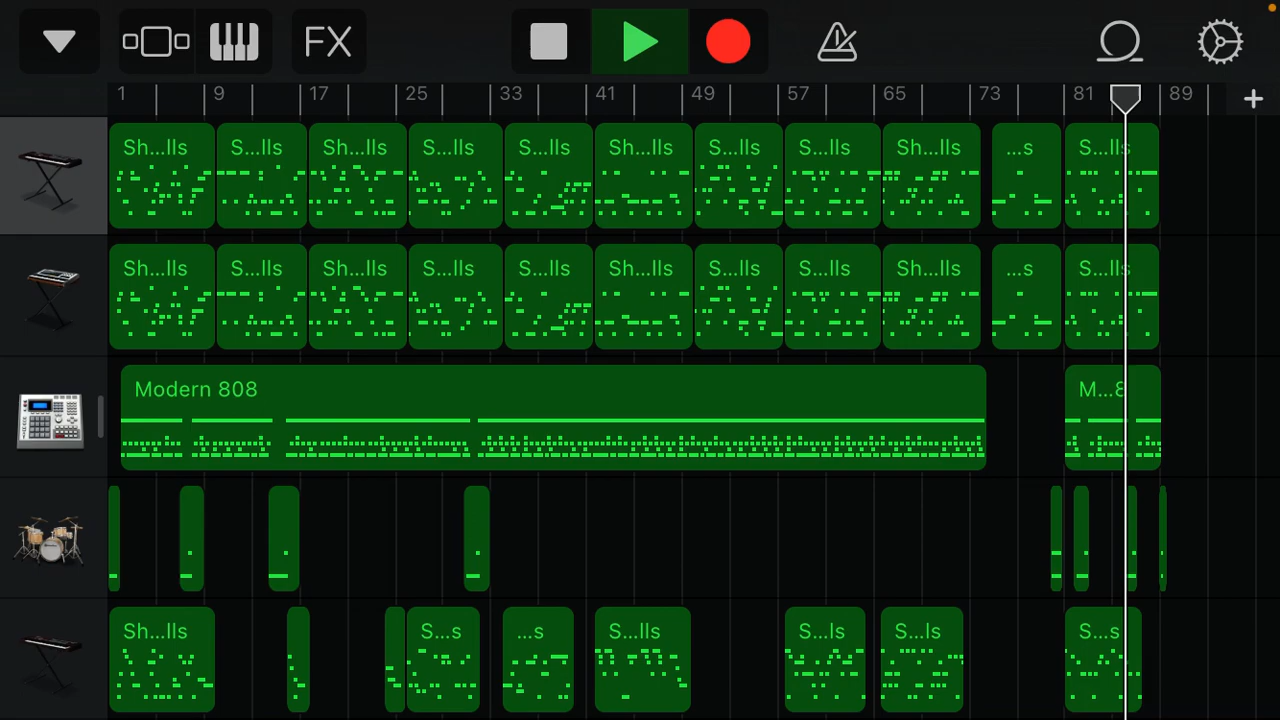 FX
1 9 17 25 33 41 49 57 65 73 81 89
Sh...lls S...lls Sh...lls S...lls S...lls Sh...lls S...lls S...lls Sh...lls ...s S...lls
Sh...lls S...lls Sh...lls S...lls S...lls Sh...lls S...lls S...lls Sh...lls ...s S...lls
Modern 808 M...8
Sh...lls S...s ...s S...lls S...ls S...ls S...s